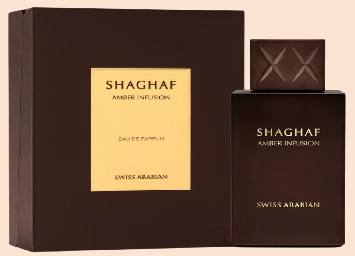 SHAGHAF
AMBER INFUSION
EAU DE PARFUM
SWISS ARABIAN
SHAGHAF
AMBER INFUSION
SWISS ARABIAN